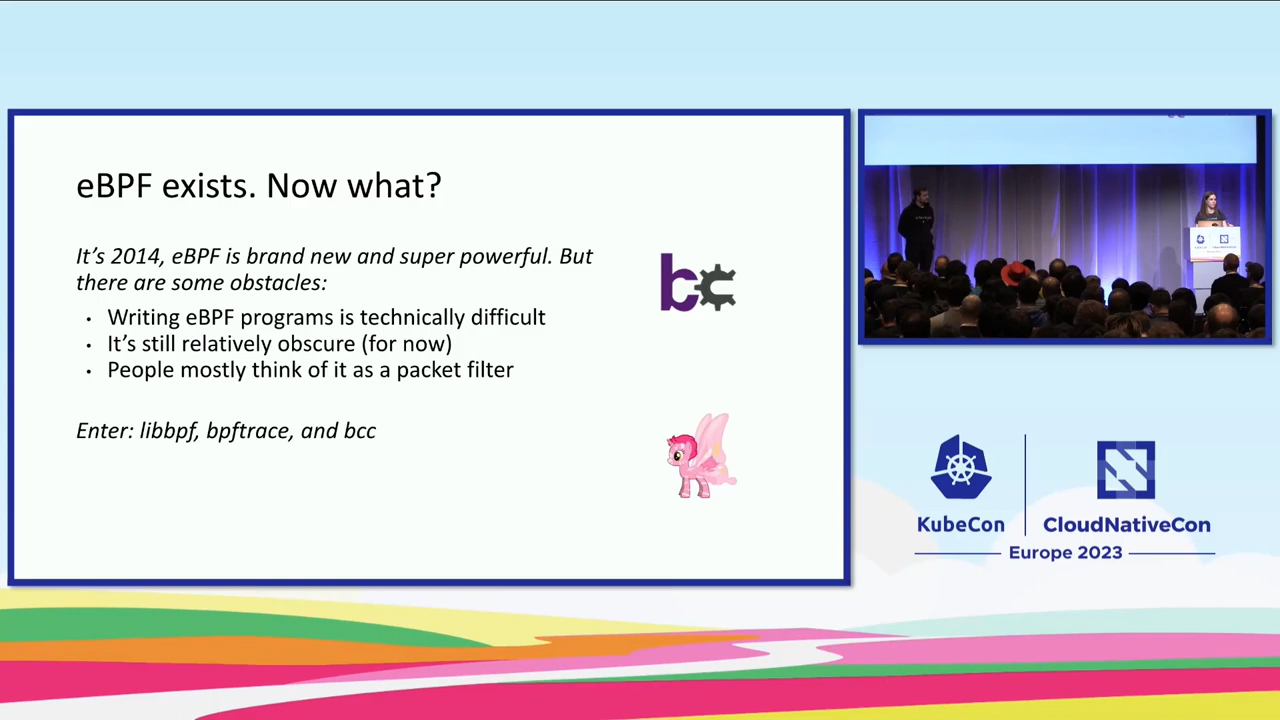 eBPF exists. Now what?
It's 2014, eBPF is brand new and super powerful. But
there are some obstacles:
• Writing eBPF programs is technically difficult
• It's still relatively obscure (for now)
• People mostly think of it as a packet filter
Enter: libbpf, bpftrace, and bcc
bc
KubeCon
CloudNativeCon
Europe 2023